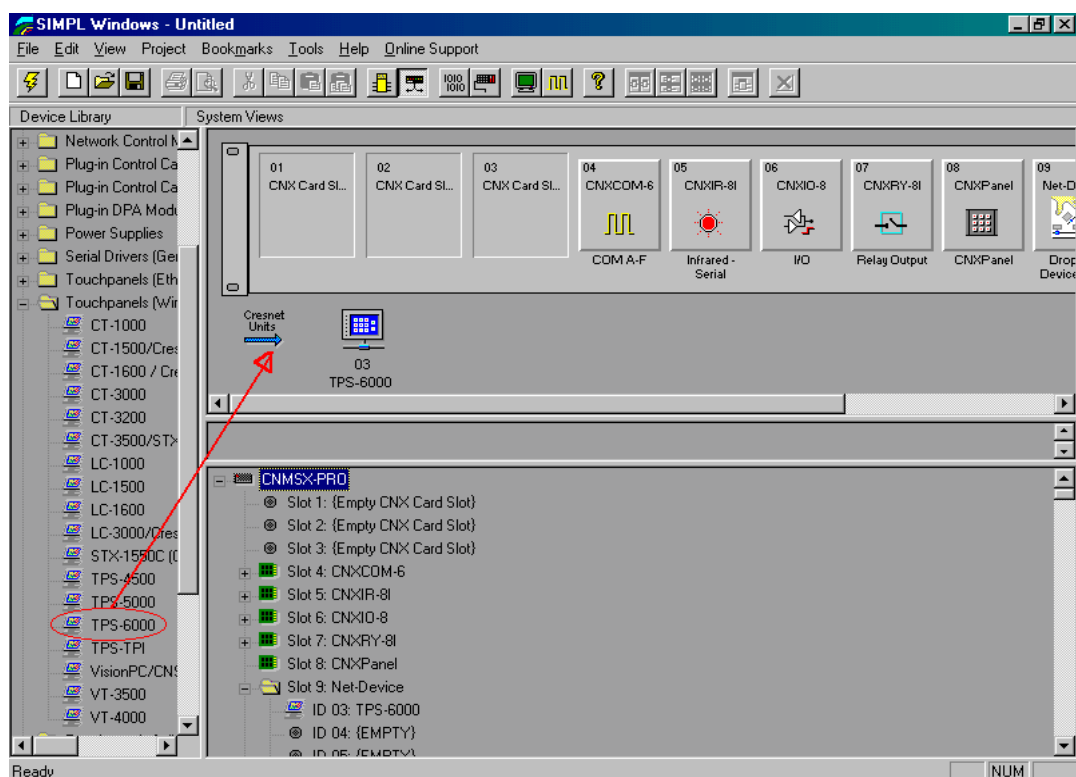 SIMPL Windows - Untitled
File Edit View Project Bookmarks Tools Help Online Support
Device Library
System Views
Network Control M
Plug-in Control Ca
Plug-in Control Ca
Plug-in DPA Modu
Power Supplies
Serial Drivers (Ger
Touchpanels (Eth
Touchpanels (Wir
CT-1000
CT-1500/Cres
CT-1600 / Cre
CT-3000
CT-3200
CT-3500/STX
LC-1000
LC-1500
LC-1600
LC-3000/Cres
STX-1550C (C
TPS-4500
TPS-5000
TPS-6000
TPS-TPI
VisionPC/CNS
VT-3500
VT-4000
01
CNX Card Sl...
02
CNX Card Sl...
03
CNX Card Sl...
04
CNXCOM-6
COM A-F
05
CNXIR-8I
Infrared -
Serial
06
CNXIO-8
I/O
07
CNXRY-8I
Relay Output
08
CNXPanel
CNXPanel
09
Net-D
Drop
Device
Cresnet
Units
03
TPS-6000
CNMSX-PRO
Slot 1: {Empty CNX Card Slot}
Slot 2: {Empty CNX Card Slot}
Slot 3: {Empty CNX Card Slot}
Slot 4: CNXCOM-6
Slot 5: CNXIR-8I
Slot 6: CNXIO-8
Slot 7: CNXRY-8I
Slot 8: CNXPanel
Slot 9: Net-Device
ID 03: TPS-6000
ID 04: {EMPTY}
ID 05: {EMPTY}
Ready
NUM